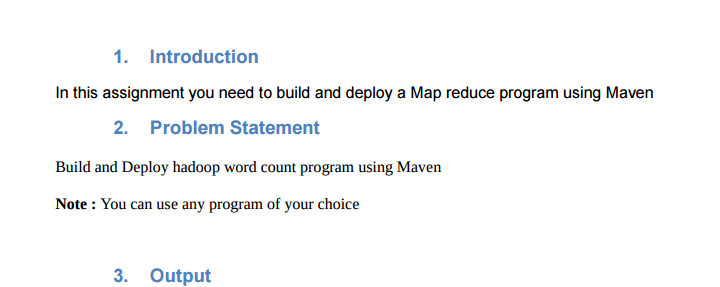 1. Introduction
In this assignment you need to build and deploy a Map reduce program using Maven
2. Problem Statement
Build and Deploy hadoop word count program using Maven
Note : You can use any program of your choice
3. Output